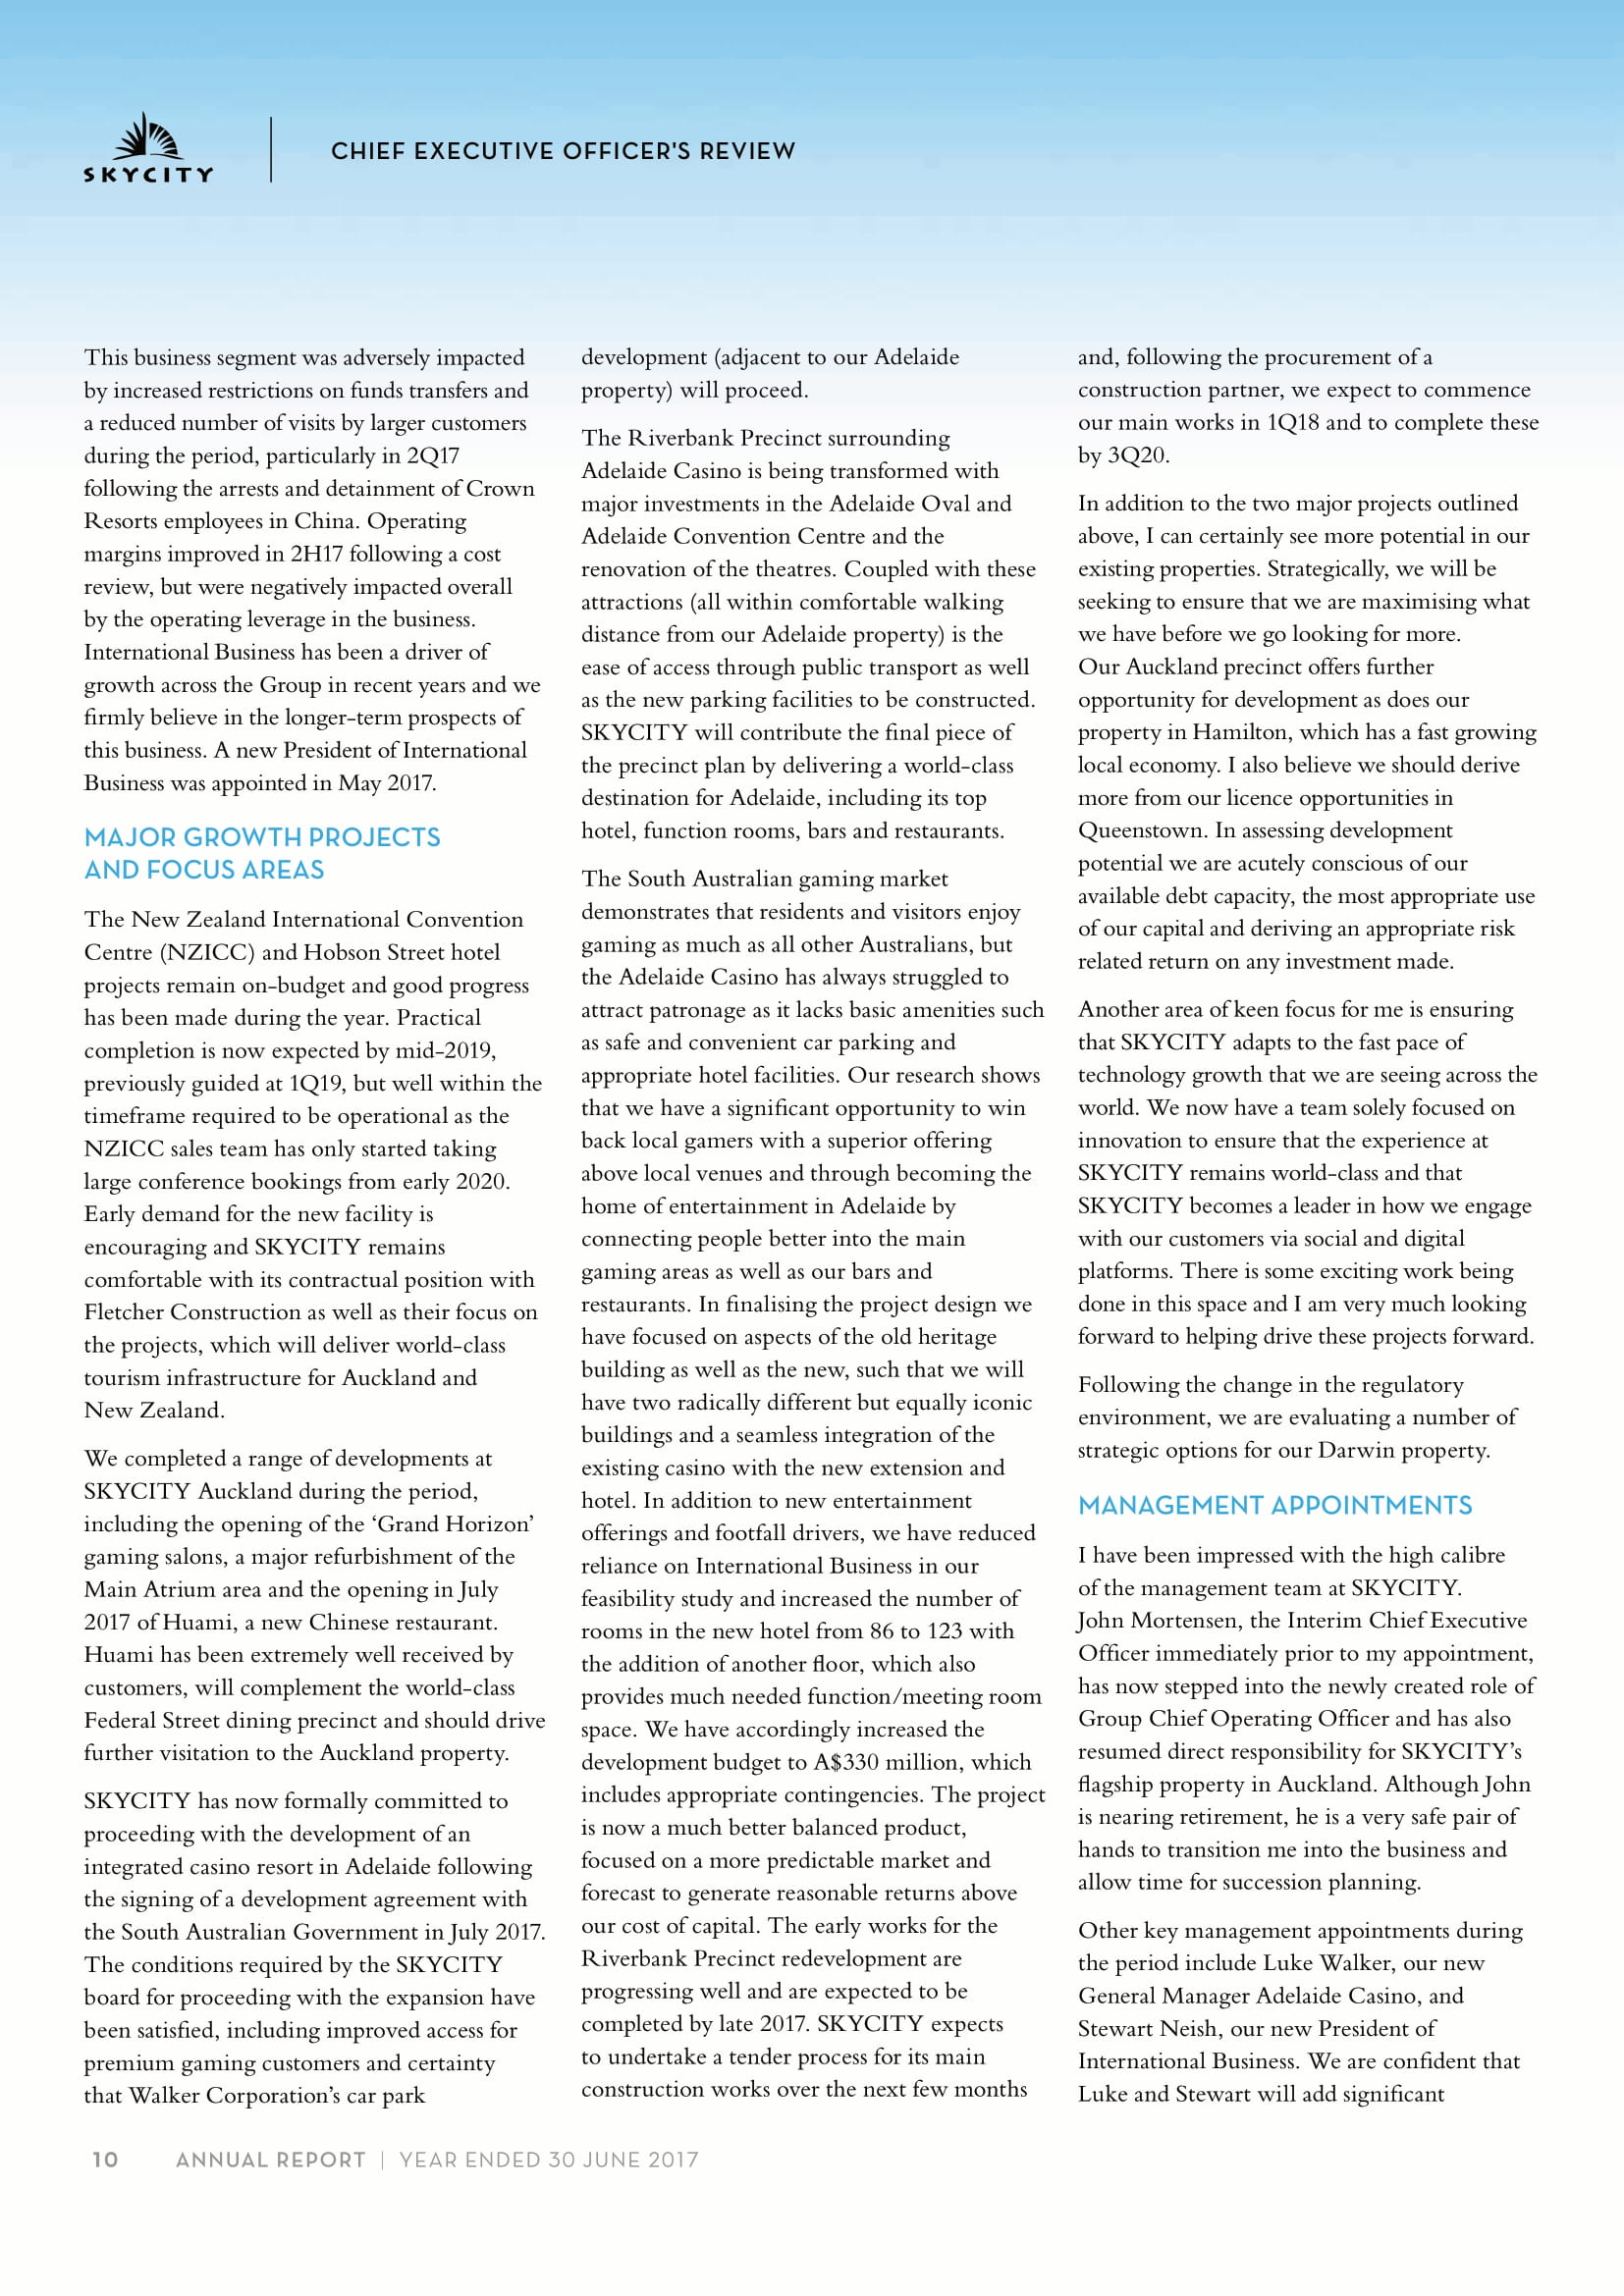 SKYCITY
CHIEF EXECUTIVE OFFICER'S REVIEW
This business segment was adversely impacted
by increased restrictions on funds transfers and
a reduced number of visits by larger customers
during the period, particularly in 2Q17
following the arrests and detainment of Crown
Resorts employees in China. Operating
margins improved in 2H17 following a cost
review, but were negatively impacted overall
by the operating leverage in the business.
International Business has been a driver of
growth across the Group in recent years and we
firmly believe in the longer-term prospects of
this business. A new President of International
Business was appointed in May 2017.
MAJOR GROWTH PROJECTS
AND FOCUS AREAS
The New Zealand International Convention
Centre (NZICC) and Hobson Street hotel
projects remain on-budget and good progress
has been made during the year. Practical
completion is now expected by mid-2019,
previously guided at 1Q19, but well within the
timeframe required to be operational as the
NZICC sales team has only started taking
large conference bookings from early 2020.
Early demand for the new facility is
encouraging and SKYCITY remains
comfortable with its contractual position with
Fletcher Construction as well as their focus on
the projects, which will deliver world-class
tourism infrastructure for Auckland and
New Zealand.
We completed a range of developments at
SKYCITY Auckland during the period,
including the opening of the ‘Grand Horizon’
gaming salons, a major refurbishment of the
Main Atrium area and the opening in July
2017 of Huami, a new Chinese restaurant.
Huami has been extremely well received by
customers, will complement the world-class
Federal Street dining precinct and should drive
further visitation to the Auckland property.
SKYCITY has now formally committed to
proceeding with the development of an
integrated casino resort in Adelaide following
the signing of a development agreement with
the South Australian Government in July 2017.
The conditions required by the SKYCITY
board for proceeding with the expansion have
been satisfied, including improved access for
premium gaming customers and certainty
that Walker Corporation’s car park
development (adjacent to our Adelaide
property) will proceed.
The Riverbank Precinct surrounding
Adelaide Casino is being transformed with
major investments in the Adelaide Oval and
Adelaide Convention Centre and the
renovation of the theatres. Coupled with these
attractions (all within comfortable walking
distance from our Adelaide property) is the
ease of access through public transport as well
as the new parking facilities to be constructed.
SKYCITY will contribute the final piece of
the precinct plan by delivering a world-class
destination for Adelaide, including its top
hotel, function rooms, bars and restaurants.
The South Australian gaming market
demonstrates that residents and visitors enjoy
gaming as much as all other Australians, but
the Adelaide Casino has always struggled to
attract patronage as it lacks basic amenities such
as safe and convenient car parking and
appropriate hotel facilities. Our research shows
that we have a significant opportunity to win
back local gamers with a superior offering
above local venues and through becoming the
home of entertainment in Adelaide by
connecting people better into the main
gaming areas as well as our bars and
restaurants. In finalising the project design we
have focused on aspects of the old heritage
building as well as the new, such that we will
have two radically different but equally iconic
buildings and a seamless integration of the
existing casino with the new extension and
hotel. In addition to new entertainment
offerings and footfall drivers, we have reduced
reliance on International Business in our
feasibility study and increased the number of
rooms in the new hotel from 86 to 123 with
the addition of another floor, which also
provides much needed function/meeting room
space. We have accordingly increased the
development budget to A$330 million, which
includes appropriate contingencies. The project
is now a much better balanced product,
focused on a more predictable market and
forecast to generate reasonable returns above
our cost of capital. The early works for the
Riverbank Precinct redevelopment are
progressing well and are expected to be
completed by late 2017. SKYCITY expects
to undertake a tender process for its main
construction works over the next few months
and, following the procurement of a
construction partner, we expect to commence
our main works in 1Q18 and to complete these
by 3Q20.
In addition to the two major projects outlined
above, I can certainly see more potential in our
existing properties. Strategically, we will be
seeking to ensure that we are maximising what
we have before we go looking for more.
Our Auckland precinct offers further
opportunity for development as does our
property in Hamilton, which has a fast growing
local economy. I also believe we should derive
more from our licence opportunities in
Queenstown. In assessing development
potential we are acutely conscious of our
available debt capacity, the most appropriate use
of our capital and deriving an appropriate risk
related return on any investment made.
Another area of keen focus for me is ensuring
that SKYCITY adapts to the fast pace of
technology growth that we are seeing across the
world. We now have a team solely focused on
innovation to ensure that the experience at
SKYCITY remains world-class and that
SKYCITY becomes a leader in how we engage
with our customers via social and digital
platforms. There is some exciting work being
done in this space and I am very much looking
forward to helping drive these projects forward.
Following the change in the regulatory
environment, we are evaluating a number of
strategic options for our Darwin property.
MANAGEMENT APPOINTMENTS
I have been impressed with the high calibre
of the management team at SKYCITY.
John Mortensen, the Interim Chief Executive
Officer immediately prior to my appointment,
has now stepped into the newly created role of
Group Chief Operating Officer and has also
resumed direct responsibility for SKYCITY’s
flagship property in Auckland. Although John
is nearing retirement, he is a very safe pair of
hands to transition me into the business and
allow time for succession planning.
Other key management appointments during
the period include Luke Walker, our new
General Manager Adelaide Casino, and
Stewart Neish, our new President of
International Business. We are confident that
Luke and Stewart will add significant
10 ANNUAL REPORT | YEAR ENDED 30 JUNE 2017